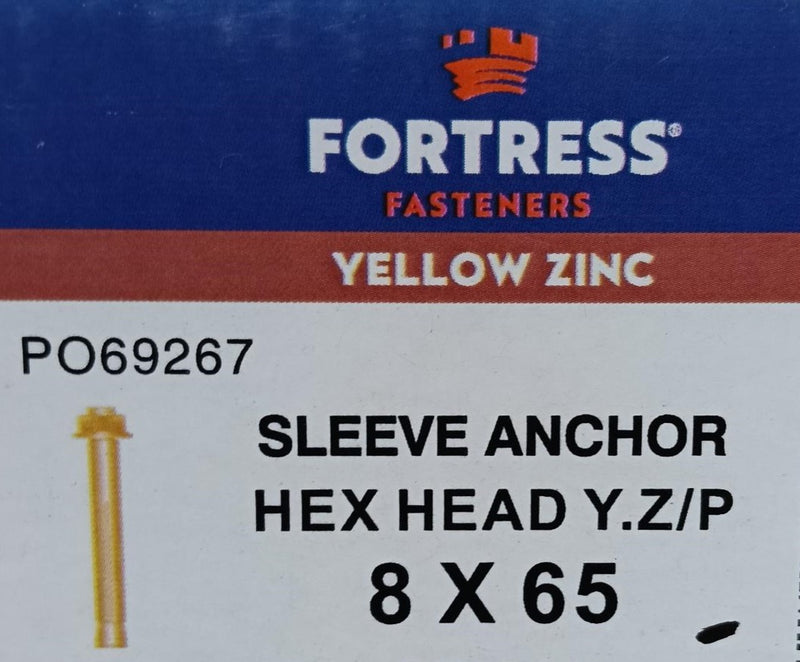 FORTRESS®
FASTENERS
YELLOW ZINC
PO69267
SLEEVE ANCHOR
HEX HEAD Y.Z/P
8 X 65